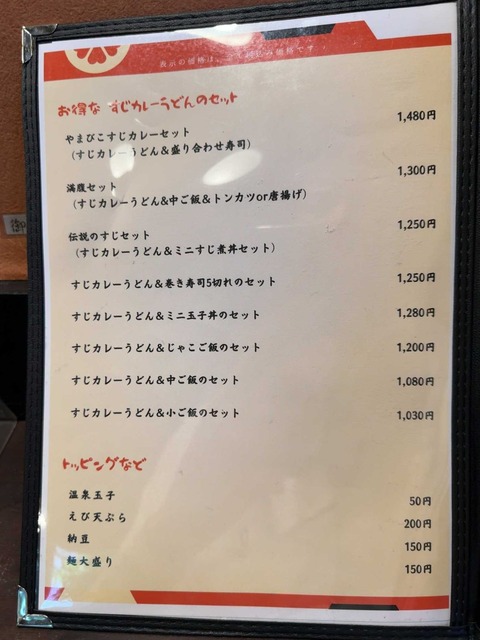 表示の価格は、税込み価格です
お得な すじカレーうどんのセット
やまびこすじカレーセット 1,480円
（すじカレーうどん＆盛り合わせ寿司）
満腹セット 1,300円
（すじカレーうどん&中ご飯＆トンカツor唐揚げ）
伝説のすじセット 1,250円
（すじカレーうどん＆ミニすじ煮丼セット）
すじカレーうどん＆巻き寿司5切れのセット 1,250円
すじカレーうどん＆ミニ玉子丼のセット 1,280円
すじカレーうどん＆じゃこご飯のセット 1,200円
すじカレーうどん＆中ご飯のセット 1,080円
すじカレーうどん＆小ご飯のセット 1,030円
トッピングなど
温泉玉子 50円
えび天ぷら 200円
納豆 150円
麺大盛り 150円